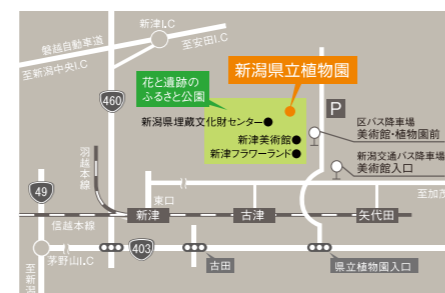 新津I.C
磐越自動車道
至安田I.C
至新潟中央I.C
460
花と遺跡の
ふるさと公園
新潟県立植物園
P
新潟県埋蔵文化財センター●
新津美術館●
新津フラワーランド●
区バス降車場
美術館・植物園前
新潟交通バス降車場
美術館入口
羽越本線
49
東口
至加茂
信越本線
新津
古津
矢代田
403
茅野山I.C
至新潟
古田
県立植物園入口